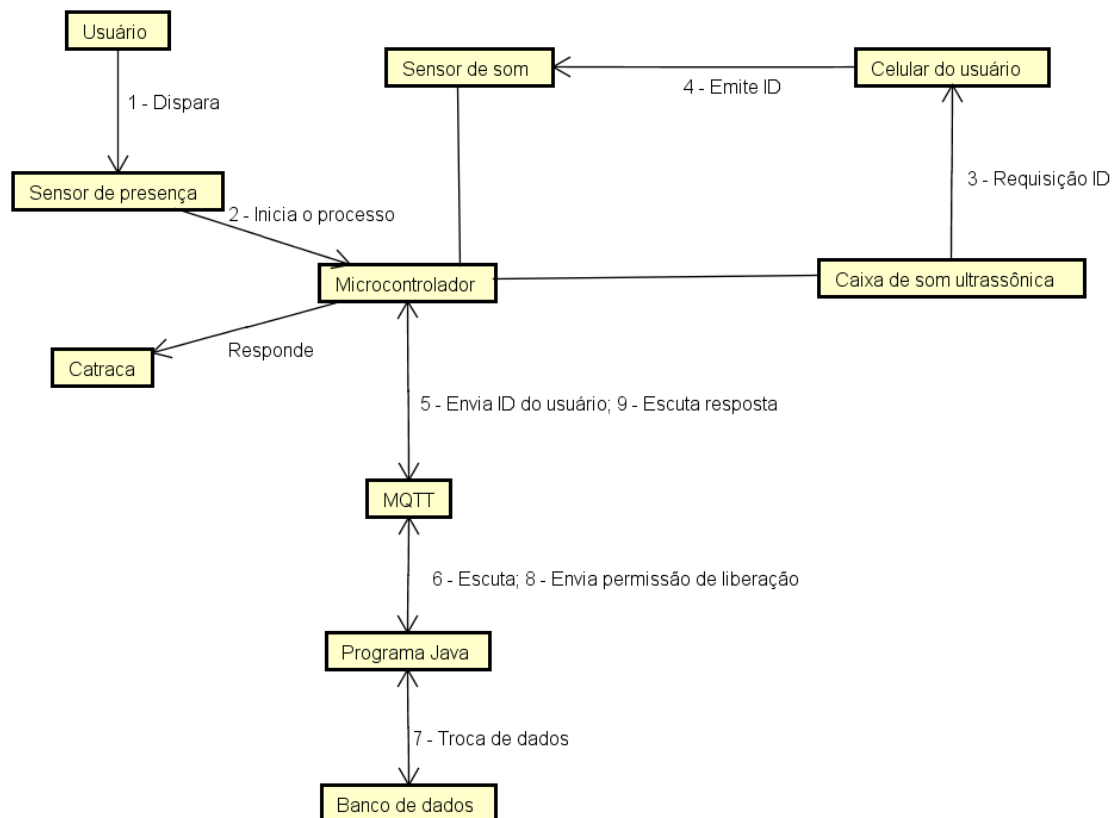 Usuário
Sensor de som
Celular do usuário
4 - Emite ID
1 - Dispara
Sensor de presença
3 - Requisição ID
2 - Inicia o processo
Microcontrolador
Caixa de som ultrassônica
Responde
Catraca
5 - Envia ID do usuário; 9 - Escuta resposta
MQTT
6 - Escuta; 8 - Envia permissão de liberação
Programa Java
7 - Troca de dados
Banco de dados